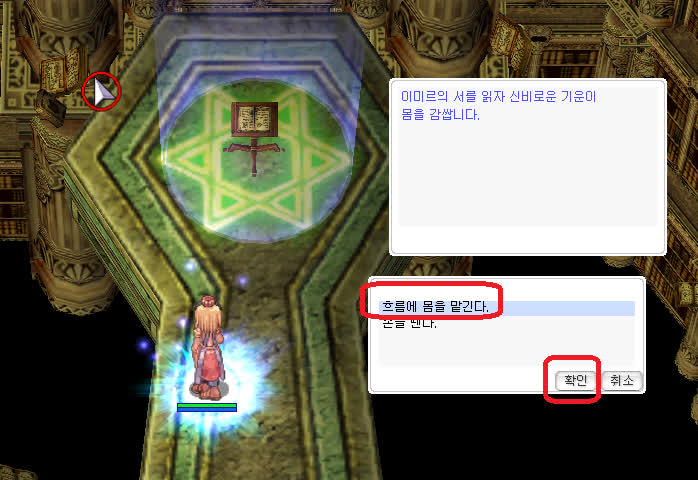 이미르의 서를 읽자 신비로운 기운이
몸을 감쌉니다.
흐름에 몸을 맡긴다.
손을 뗀다.
확인 취소